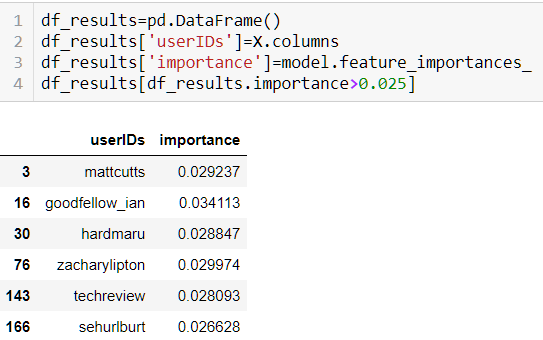 1 df_results=pd.DataFrame()
2 df_results['userIDs']=X.columns
3 df_results['importance']=model.feature_importances_
4 df_results[df_results.importance>0.025]
userIDs importance
3 mattcutts 0.029237
16 goodfellow_ian 0.034113
30 hardmaru 0.028847
76 zacharylipton 0.029974
143 techreview 0.028093
166 sehurlburt 0.026628